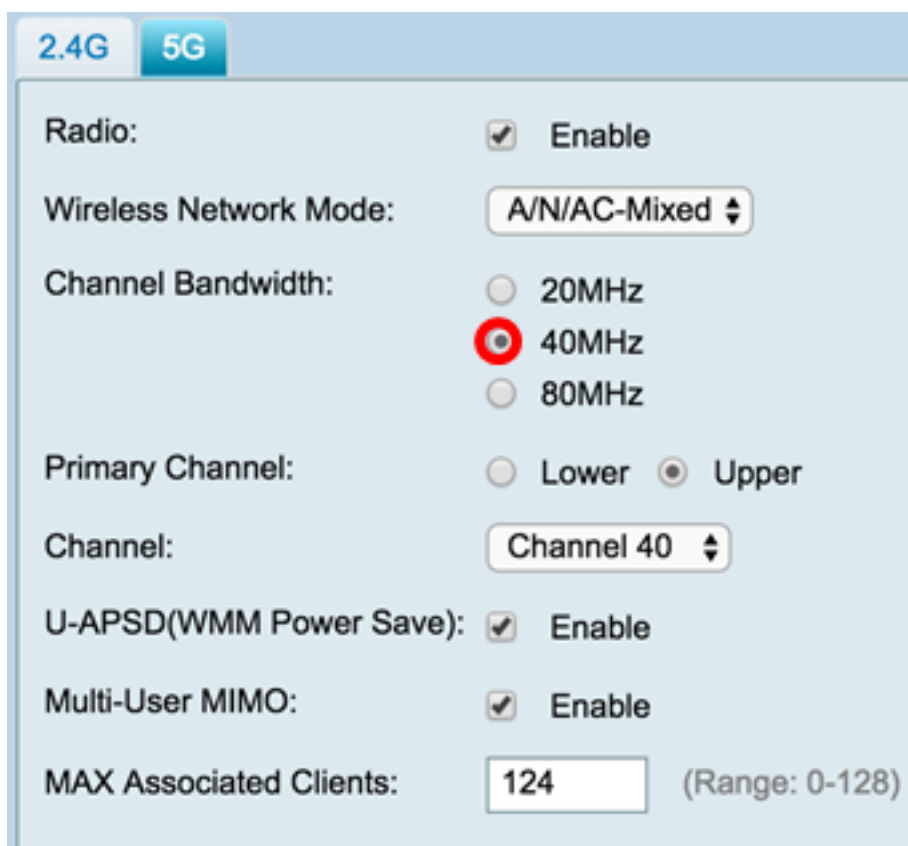 2.4G 5G
Radio: Enable
Wireless Network Mode: A/N/AC-Mixed
Channel Bandwidth: 20MHz
40MHz
80MHz
Primary Channel: Lower Upper
Channel: Channel 40
U-APSD(WMM Power Save): Enable
Multi-User MIMO: Enable
MAX Associated Clients: 124 (Range: 0-128)